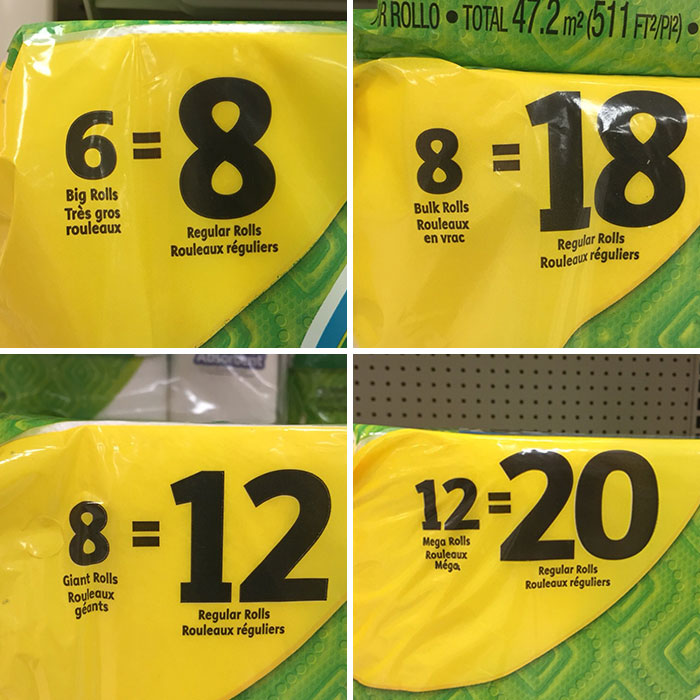 6 = 8
Big Rolls
Très gros
rouleaux
Regular Rolls
Rouleaux réguliers
R ROLLO • TOTAL 47.2 m² (511 FT²/PI²) •
8 = 18
Bulk Rolls
Rouleaux
en vrac
Regular Rolls
Rouleaux réguliers
Absorbent
8 = 12
Giant Rolls
Rouleaux
géants
Regular Rolls
Rouleaux réguliers
12 = 20
Mega Rolls
Rouleaux
Méga
Regular Rolls
Rouleaux réguliers